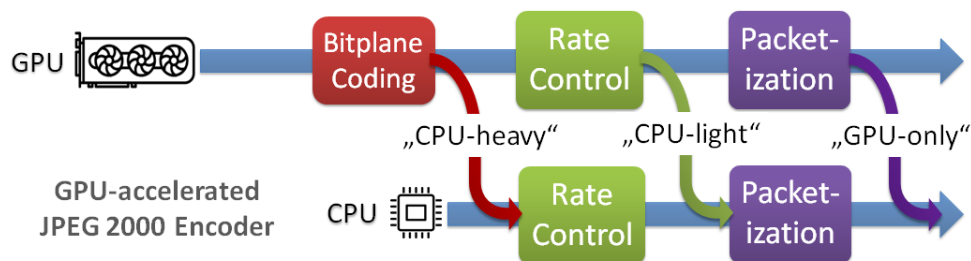 GPU
Bitplane
Coding
Rate
Control
Packet-
ization
„CPU-heavy“
„CPU-light“
„GPU-only“
GPU-accelerated
JPEG 2000 Encoder
CPU
Rate
Control
Packet-
ization